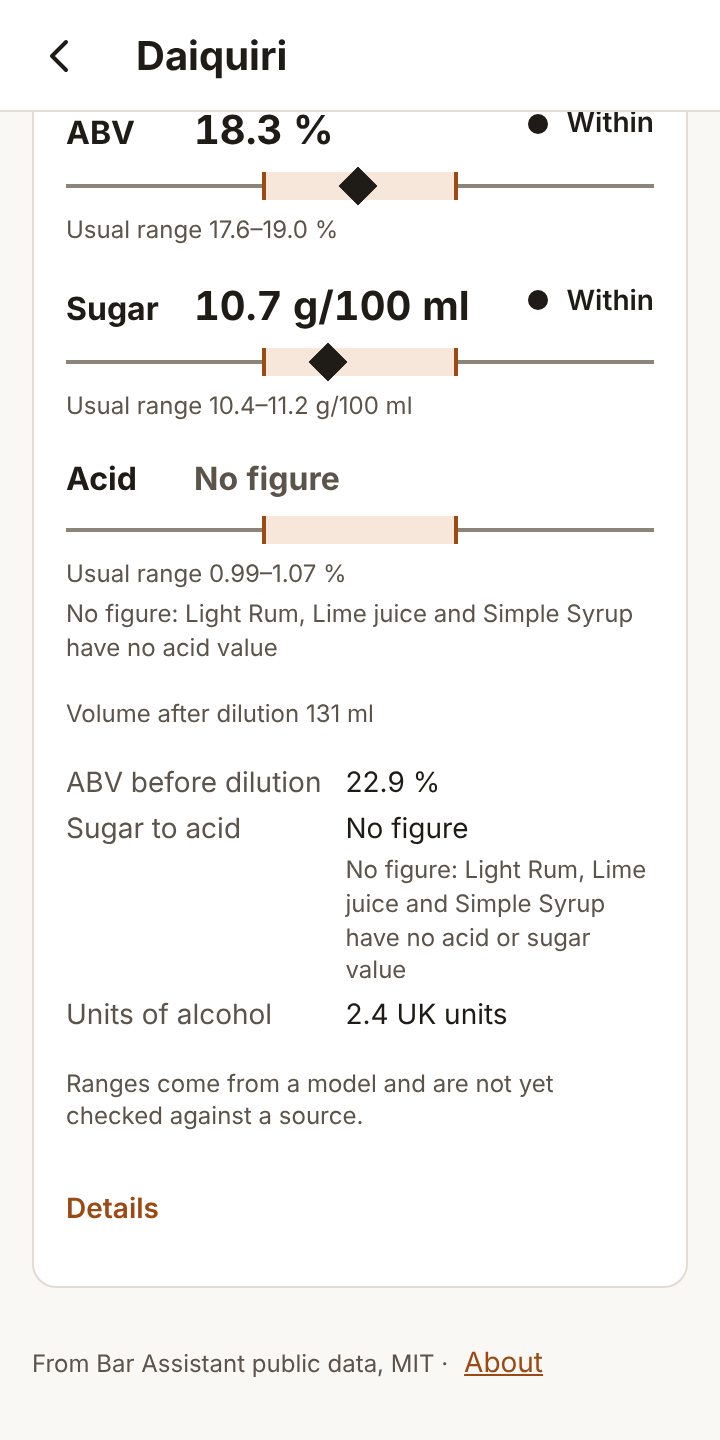 Daiquiri
ABV 18.3 % Within
Usual range 17.6–19.0 %
Sugar 10.7 g/100 ml Within
Usual range 10.4–11.2 g/100 ml
Acid No figure
Usual range 0.99–1.07 %
No figure: Light Rum, Lime juice and Simple Syrup
have no acid value
Volume after dilution 131 ml
ABV before dilution 22.9 %
Sugar to acid No figure
No figure: Light Rum, Lime
juice and Simple Syrup
have no acid or sugar
value
Units of alcohol 2.4 UK units
Ranges come from a model and are not yet
checked against a source.
Details
From Bar Assistant public data, MIT · About